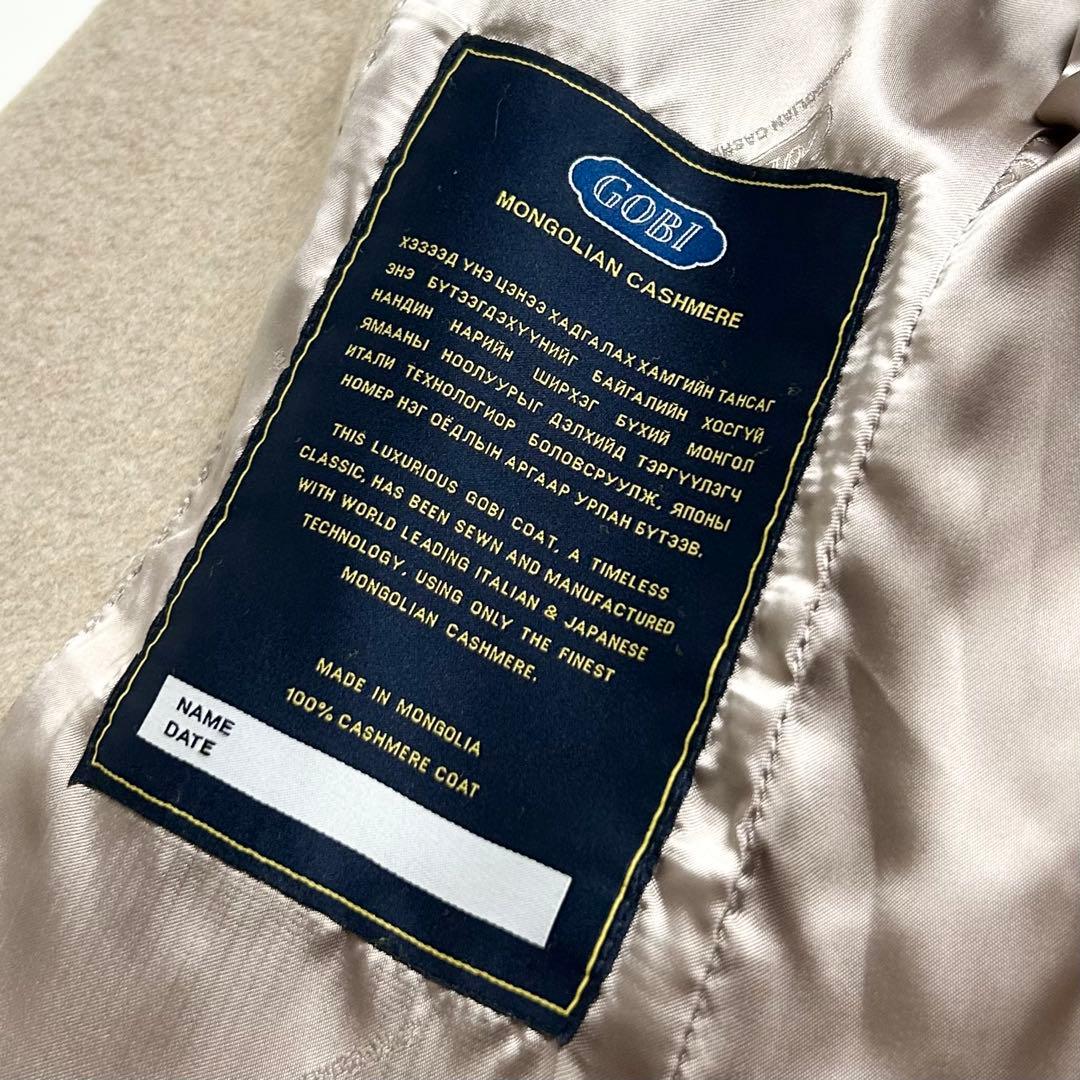 GOBI
MONGOLIAN CASHMERE
ХЭЗЭЭД ҮНЭ ЦЭНЭЭ ХАДГАЛАХ ХАМГИЙН ТАНСАГ
ЭНЭ БҮТЭЭГДЭХҮҮНИЙГ БАЙГАЛИЙН ХОСГҮЙ
НАНДИН НАРИЙН ШИРХЭГ БҮХИЙ МОНГОЛ
ЯМААНЫ НООЛУУРЫГ ДЭЛХИЙД ТЭРГҮҮЛЭГЧ
ИТАЛИ ТЕХНОЛОГИОР БОЛОВСРУУЛЖ, ЯПОНЫ
НОМЕР НЭГ ОЁДЛЫН АРГААР УРЛАН БҮТЭЭВ.
THIS LUXURIOUS GOBI COAT, A TIMELESS
CLASSIC, HAS BEEN SEWN AND MANUFACTURED
WITH WORLD LEADING ITALIAN & JAPANESE
TECHNOLOGY, USING ONLY THE FINEST
MONGOLIAN CASHMERE.
MADE IN MONGOLIA
100% CASHMERE COAT
NAME
DATE